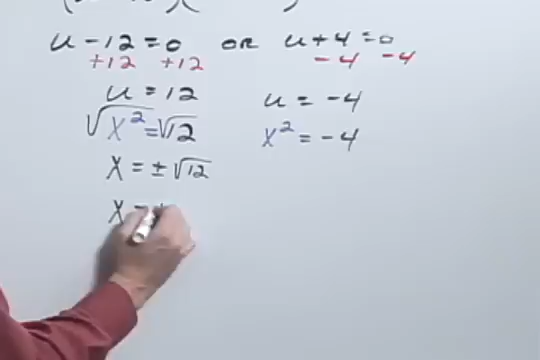 u - 12 = 0 or u + 4 = 0
+12 +12 -4 -4
u = 12 u = -4
√x² = √12 x² = -4
x = ± √12
x =